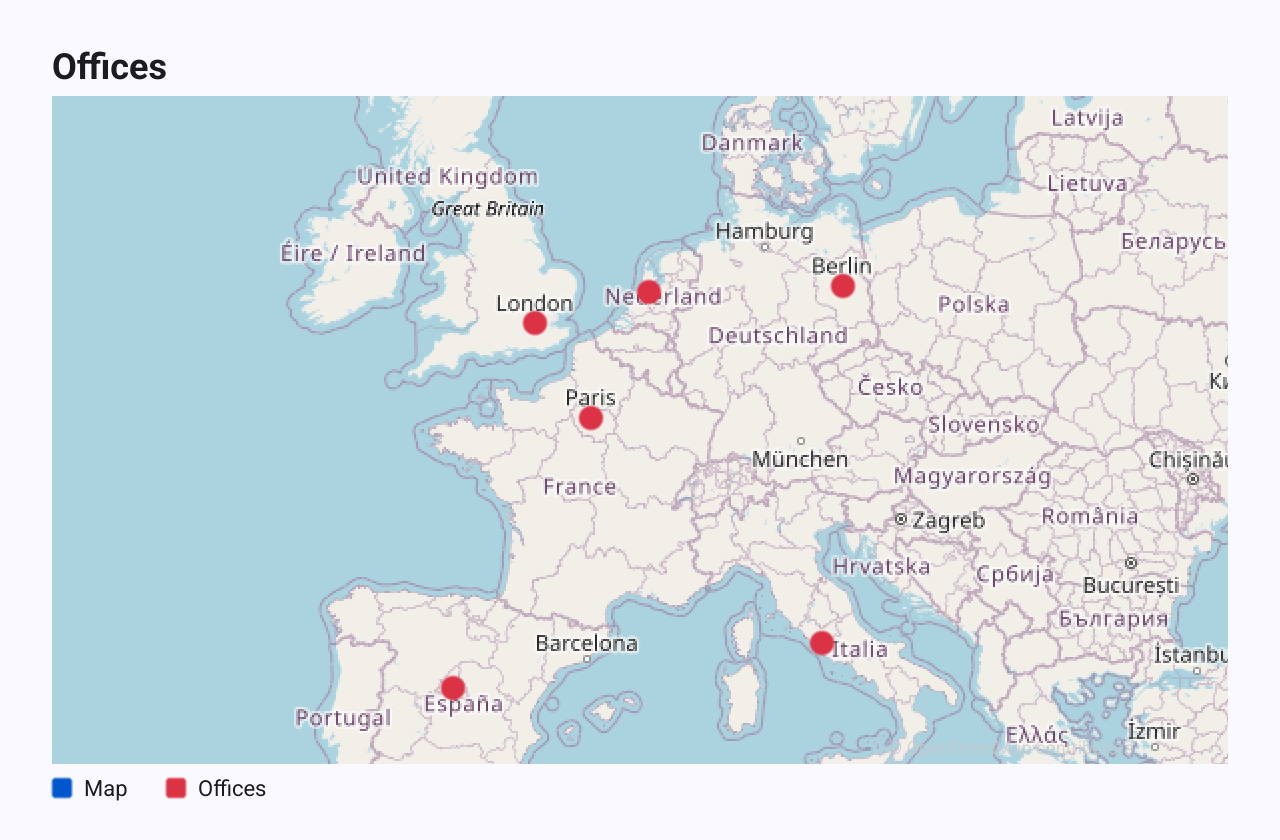 Offices
Latvija
Danmark
United Kingdom
Lietuva
Great Britain
Hamburg
Беларусь
Éire / Ireland
Berlin
London
Nederland
Polska
Deutschland
Česko
Paris
Slovensko
München
Chișinău
France
Magyarország
Zagreb
România
Hrvatska
Србија
București
България
Barcelona
Italia
İstanbu
España
Portugal
Ελλάς
İzmir
Map
Offices